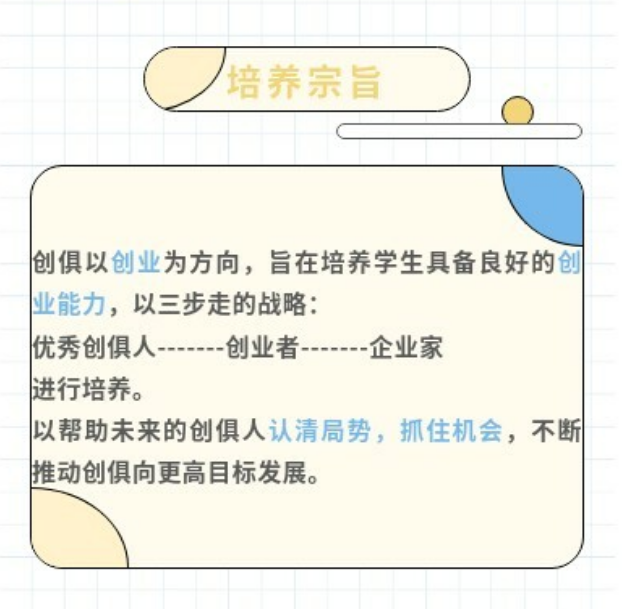 培养宗旨
创俱以创业为方向，旨在培养学生具备良好的创
业能力，以三步走的战略：
优秀创俱人-------创业者-------企业家
进行培养。
以帮助未来的创俱人认清局势，抓住机会，不断
推动创俱向更高目标发展。